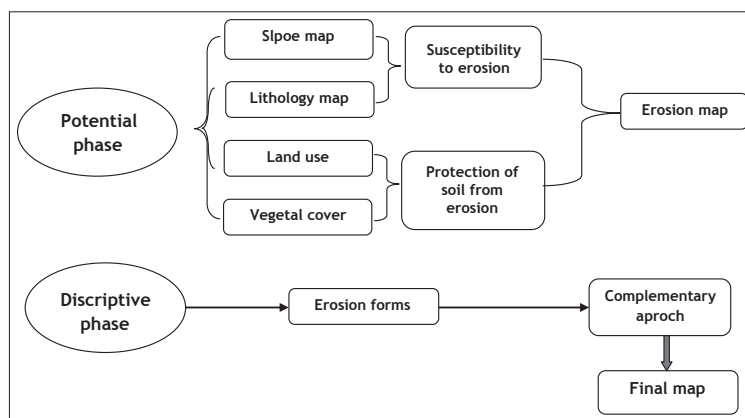 Slpoe map
Lithology map
Land use
Vegetal cover
Potential
phase
Susceptibility
to erosion
Protection of
soil from
erosion
Erosion map
Discriptive
phase
Erosion forms
Complementary
aproch
Final map